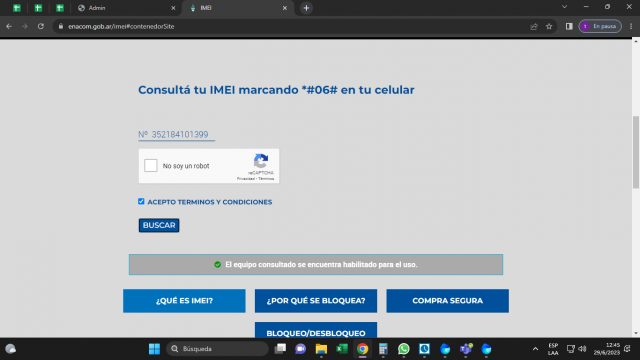 Admin
IMEI
enacom.gob.ar/imei#contenedorSite
En pausa
Consultá tu IMEI marcando *#06# en tu celular
Nº 352184101399
No soy un robot
reCAPTCHA
Privacidad - Términos
ACEPTO TERMINOS Y CONDICIONES
BUSCAR
El equipo consultado se encuentra habilitado para el uso.
¿QUÉ ES IMEI?
¿POR QUÉ SE BLOQUEA?
COMPRA SEGURA
BLOQUEO/DESBLOQUEO
Búsqueda
ESP
LAA
12:45
29/6/2023